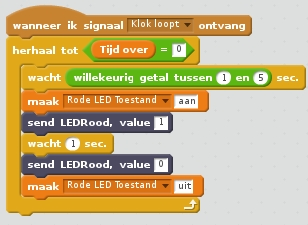 wanneer ik signaal Klok loopt ontvang
herhaal tot Tijd over = 0
wacht willekeurig getal tussen 1 en 5 sec.
maak Rode LED Toestand aan
send LEDRood, value 1
wacht 1 sec.
send LEDRood, value 0
maak Rode LED Toestand uit